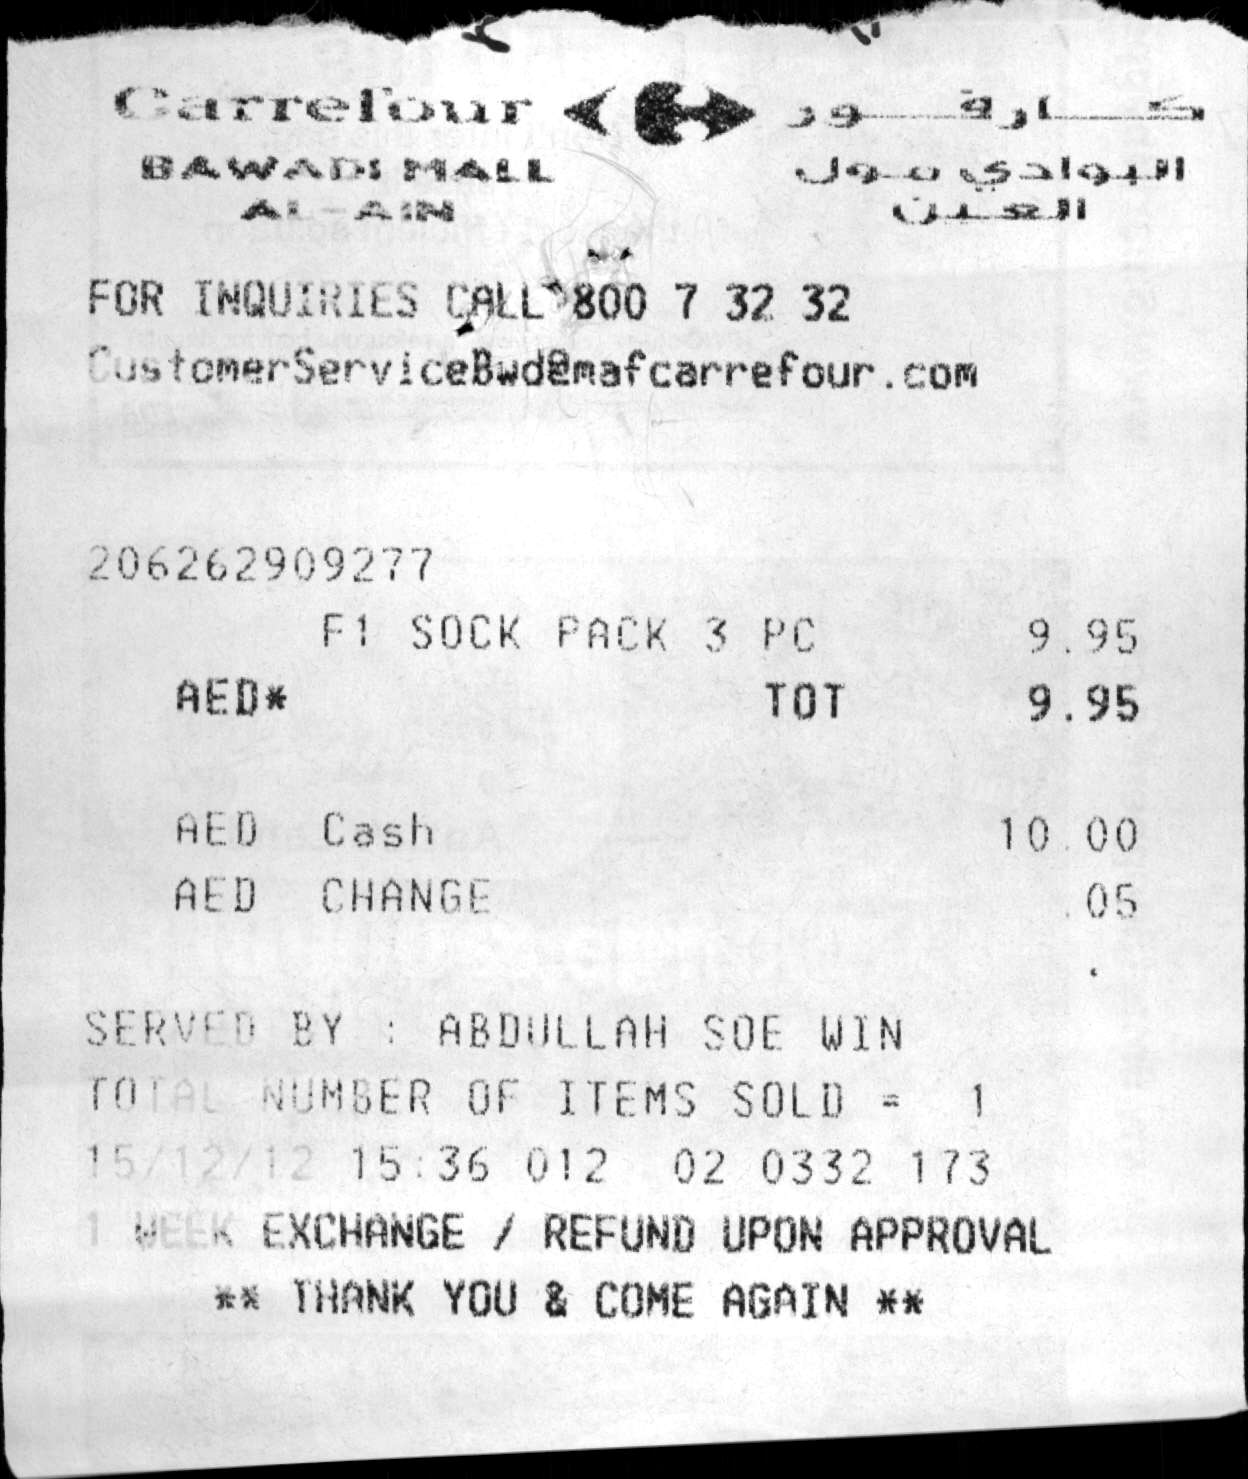 Carrefour كارفور
BAWADI MALL البوادي مول
AL-AIN العين
FOR INQUIRIES CALL 800 7 32 32
CustomerServiceBwd@mafcarrefour.com
206262909277
F1 SOCK PACK 3 PC 9.95
AED* TOT 9.95
AED Cash 10.00
AED CHANGE .05
SERVED BY : ABDULLAH SOE WIN
TOTAL NUMBER OF ITEMS SOLD = 1
15/12/12 15:36 012 02 0332 173
1 WEEK EXCHANGE / REFUND UPON APPROVAL
** THANK YOU & COME AGAIN **